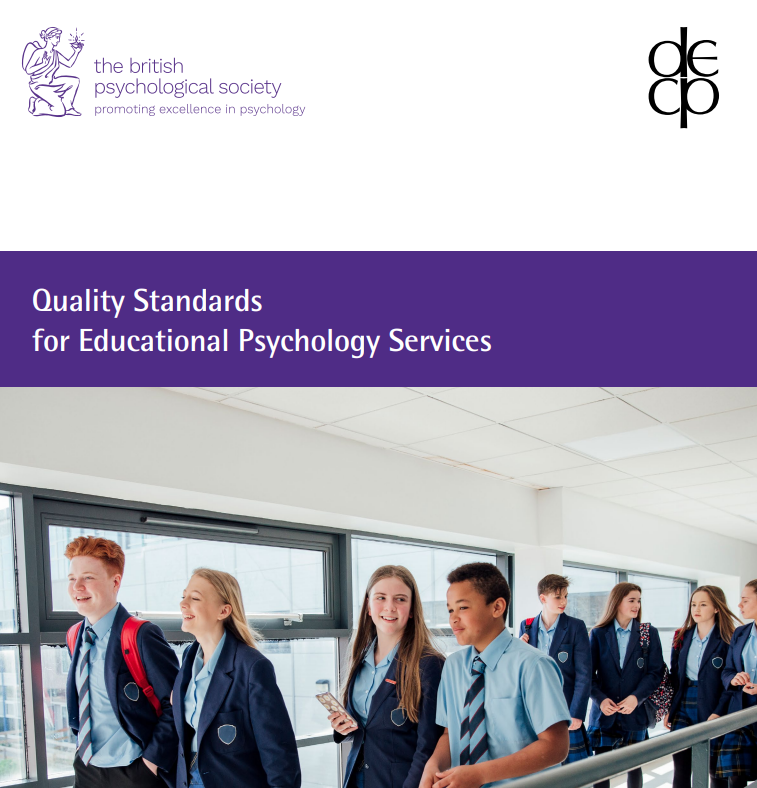 the british
psychological society
promoting excellence in psychology
de
cp
Quality Standards
for Educational Psychology Services